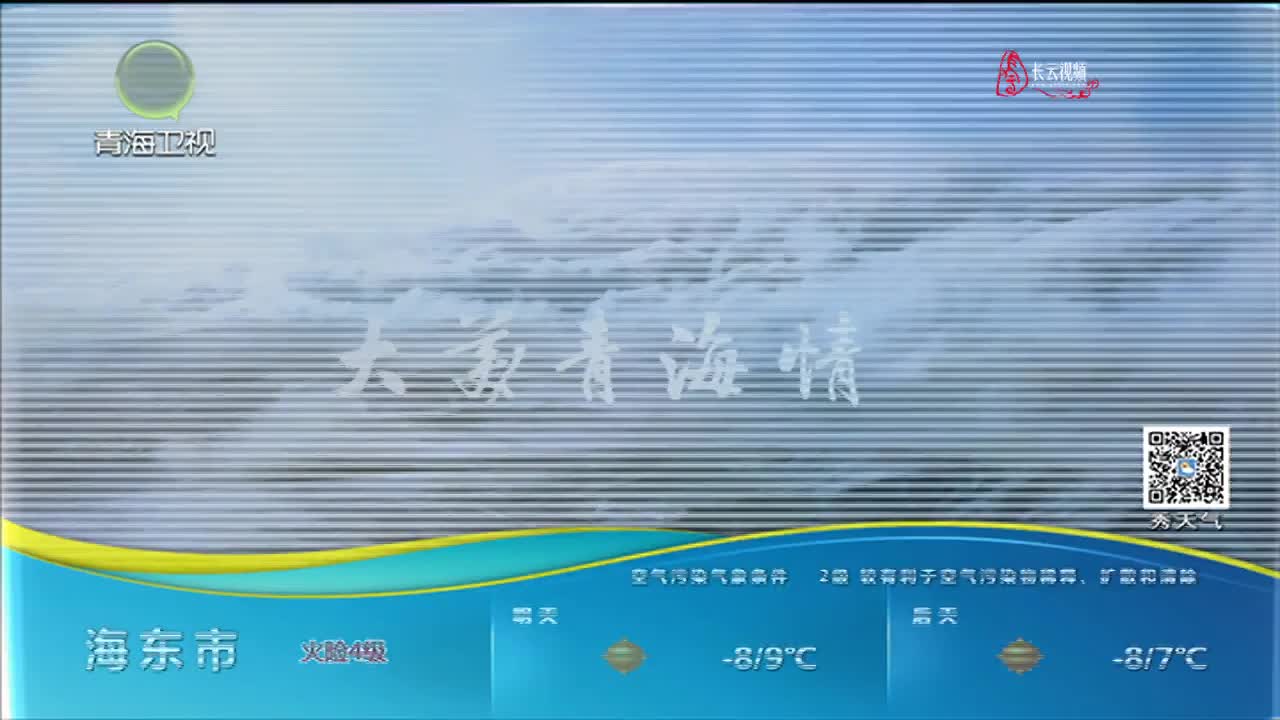 青海卫视
长云视频
大美青海情
秀天气
空气污染气象条件 2级 较有利于空气污染物稀释、扩散和清除
海东市
火险4级
明天
-8/9℃
后天
-8/7℃